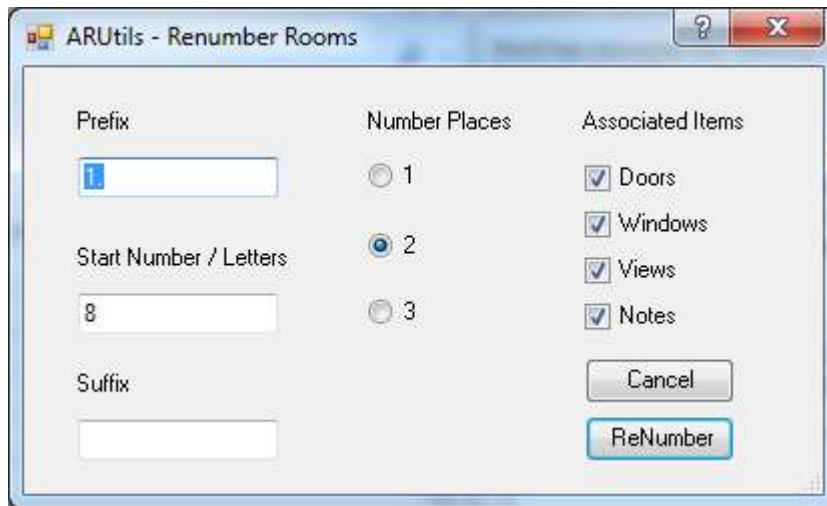 ARUtils - Renumber Rooms
Prefix
1.
Start Number / Letters
8
Suffix
Number Places
1
2
3
Associated Items
Doors
Windows
Views
Notes
Cancel
ReNumber